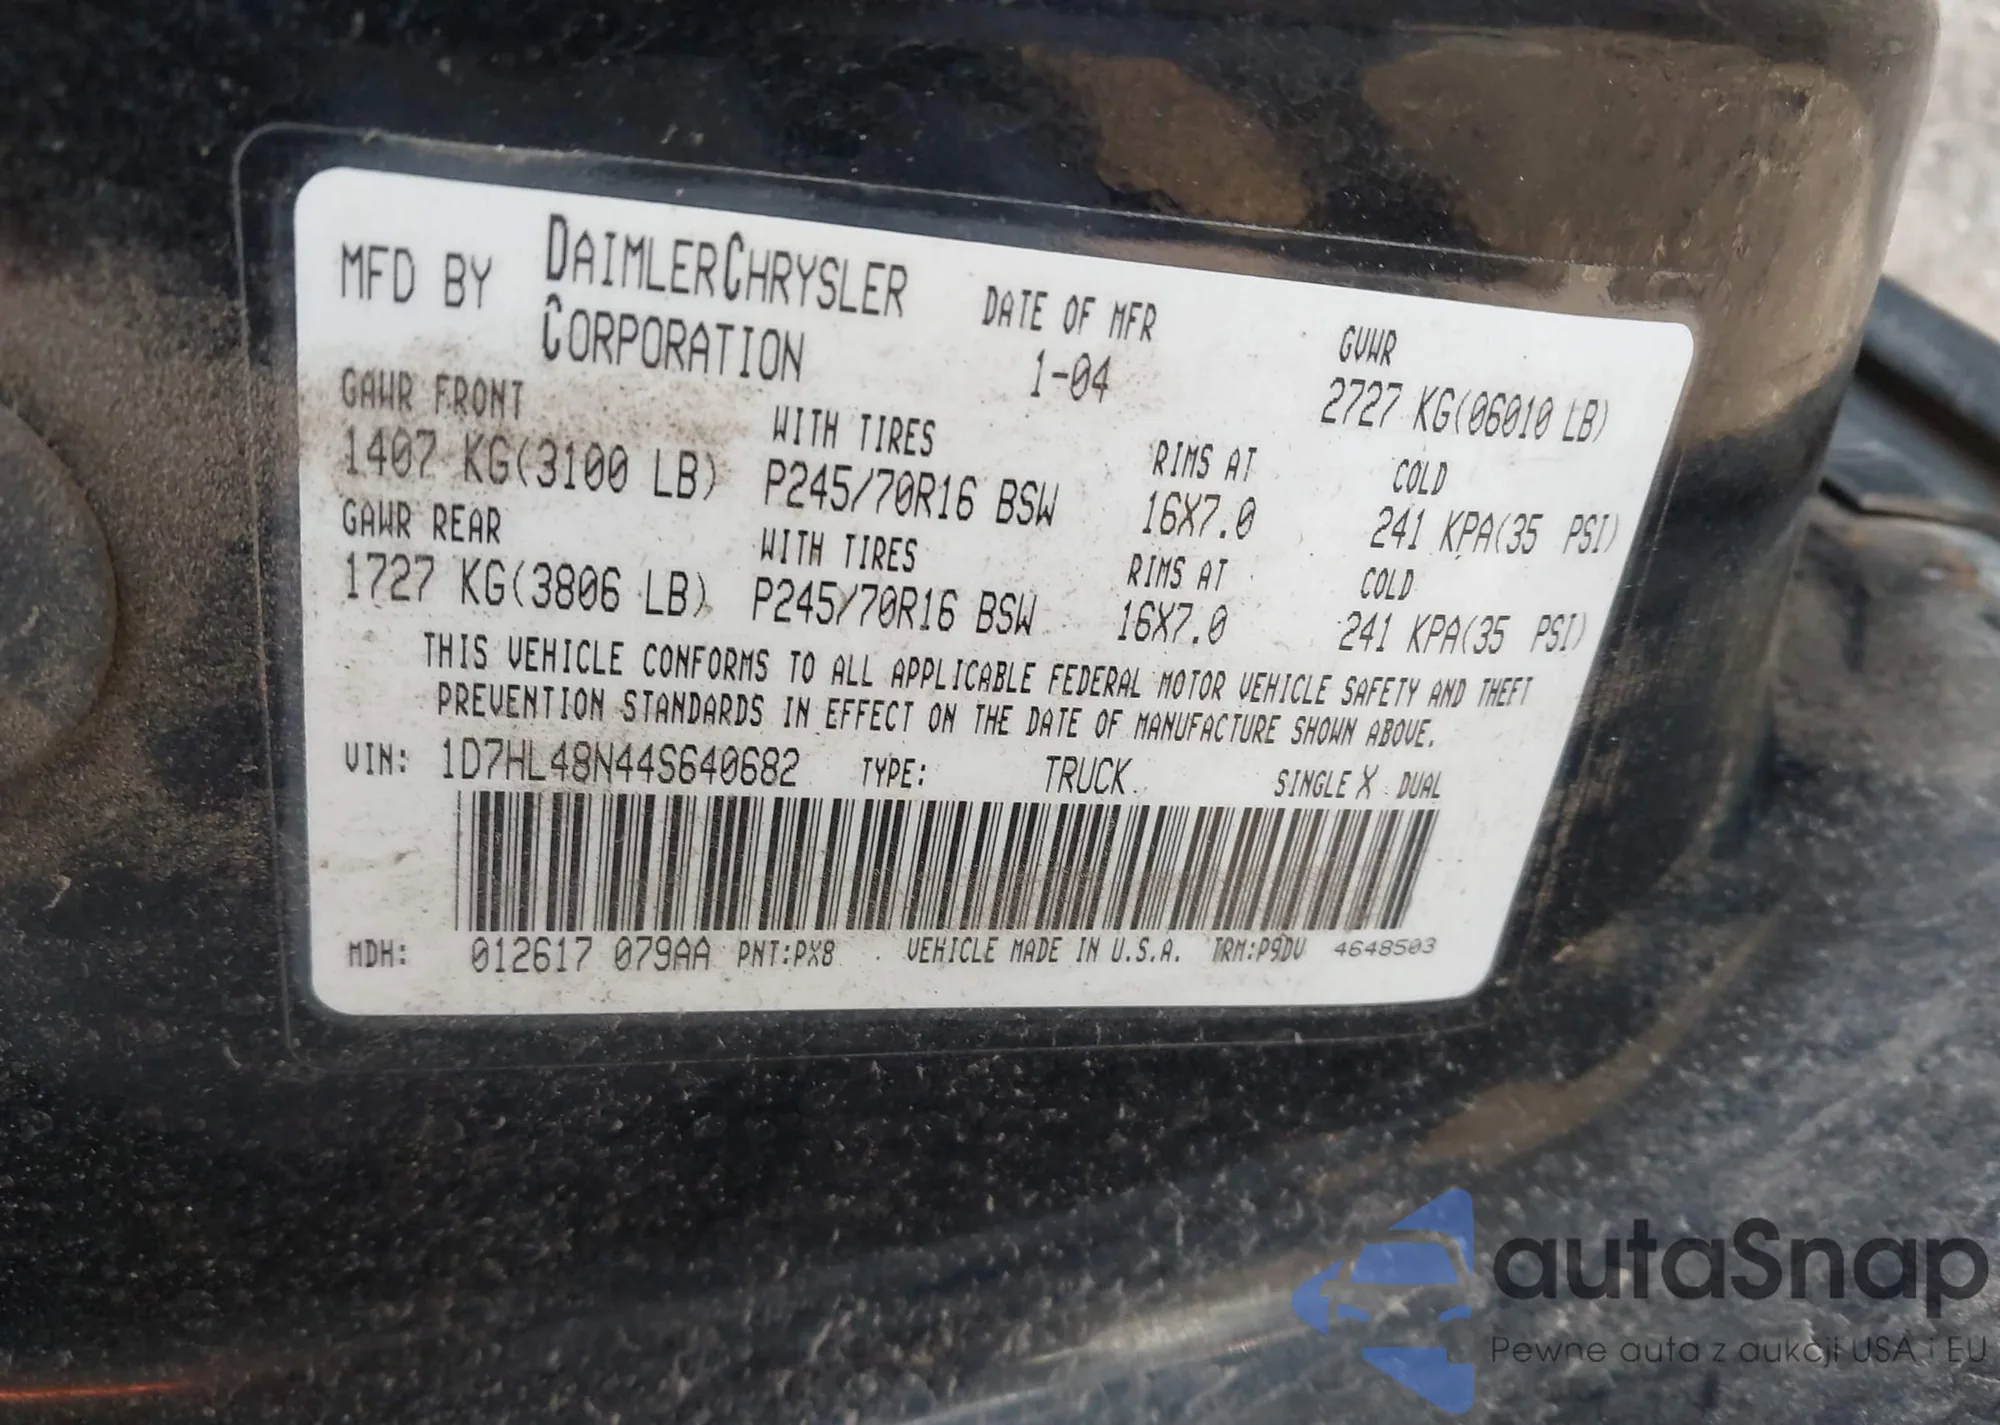 MFD BY DAIMLERCHRYSLER CORPORATION DATE OF MFR 1-04 GVWR 2727 KG(06010 LB)
GAWR FRONT WITH TIRES RIMS AT COLD
1407 KG(3100 LB) P245/70R16 BSW 16X7.0 241 KPA(35 PSI)
GAWR REAR WITH TIRES RIMS AT COLD
1727 KG(3806 LB) P245/70R16 BSW 16X7.0 241 KPA(35 PSI)
THIS VEHICLE CONFORMS TO ALL APPLICABLE FEDERAL MOTOR VEHICLE SAFETY AND THEFT
PREVENTION STANDARDS IN EFFECT ON THE DATE OF MANUFACTURE SHOWN ABOVE.
VIN: 1D7HL48N44S640682 TYPE: TRUCK SINGLE X DUAL
MDH: 012617 079AA PNT:PX8 VEHICLE MADE IN U.S.A. TRM:P9DV 4648503
autaSnap
Pewne auta z aukcji USA i EU